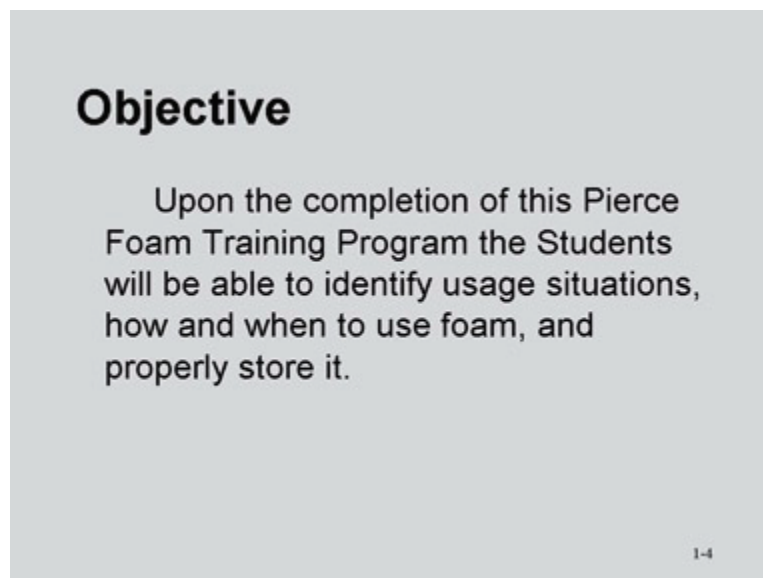 Objective
Upon the completion of this Pierce
Foam Training Program the Students
will be able to identify usage situations,
how and when to use foam, and
properly store it.
1-4